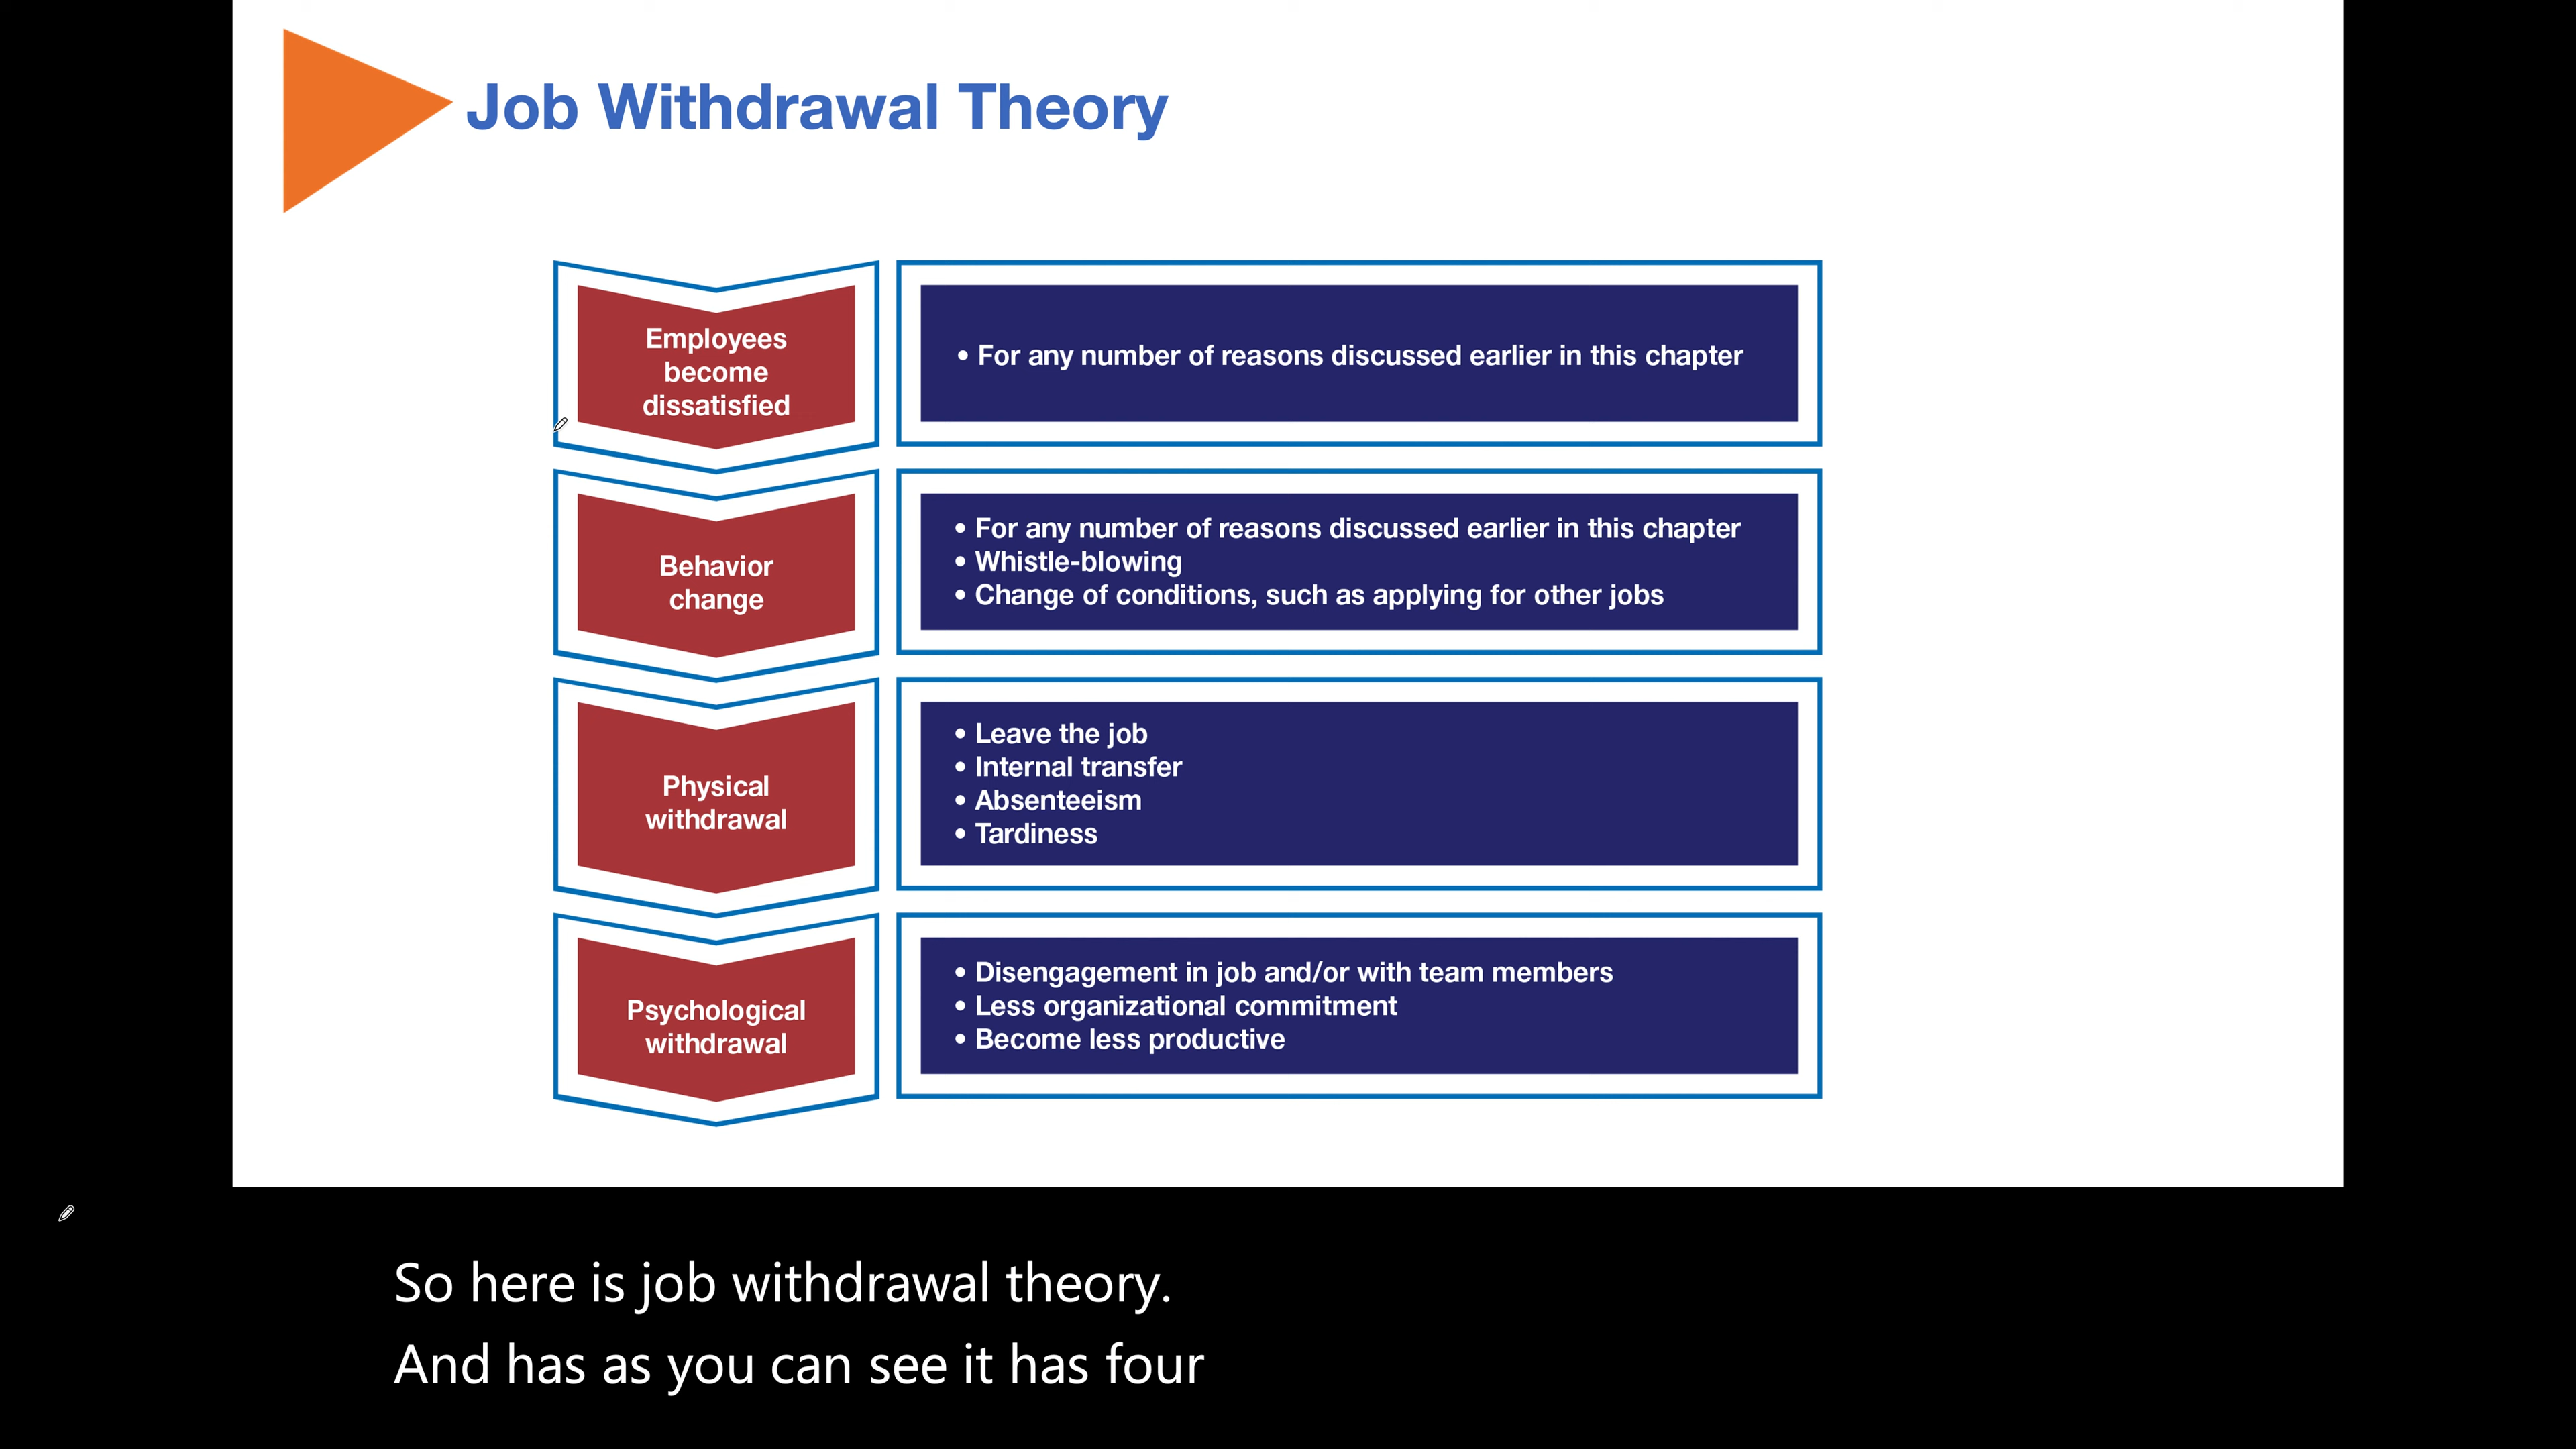 Job Withdrawal Theory
Employees
become
dissatisfied
• For any number of reasons discussed earlier in this chapter
Behavior
change
• For any number of reasons discussed earlier in this chapter
• Whistle-blowing
• Change of conditions, such as applying for other jobs
Physical
withdrawal
• Leave the job
• Internal transfer
• Absenteeism
• Tardiness
Psychological
withdrawal
• Disengagement in job and/or with team members
• Less organizational commitment
• Become less productive
So here is job withdrawal theory.
And has as you can see it has four